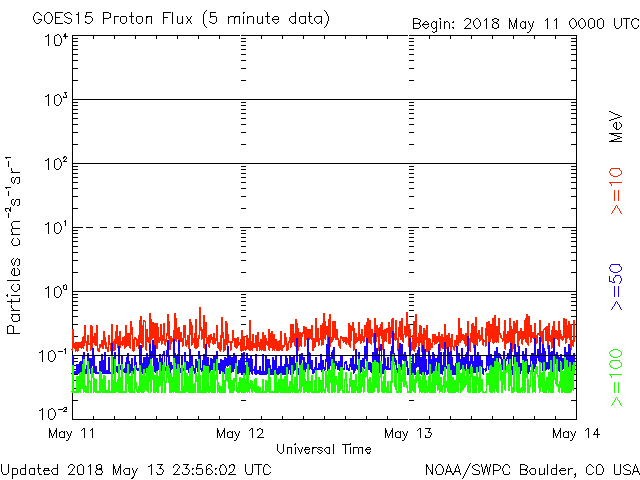 GOES15 Proton Flux (5 minute data)
Begin: 2018 May 11 0000 UTC
10⁴
10³
10²
10¹
10⁰
10⁻¹
10⁻²
Particles cm⁻²s⁻¹sr⁻¹
MeV
>=10
>=50
>=100
May 11
May 12
May 13
May 14
Universal Time
Updated 2018 May 13 23:56:02 UTC
NOAA/SWPC Boulder, CO USA